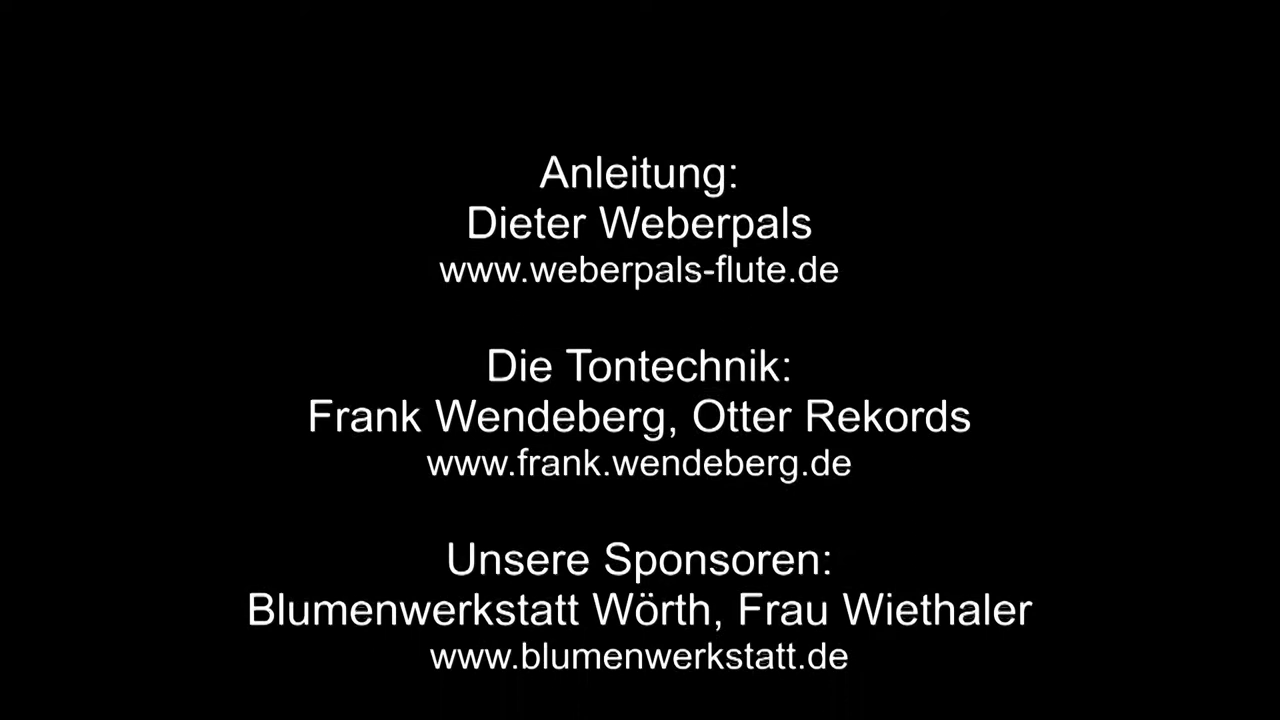 Anleitung:
Dieter Weberpals
www.weberpals-flute.de
Die Tontechnik:
Frank Wendeberg, Otter Rekords
www.frank.wendeberg.de
Unsere Sponsoren:
Blumenwerkstatt Wörth, Frau Wiethaler
www.blumenwerkstatt.de